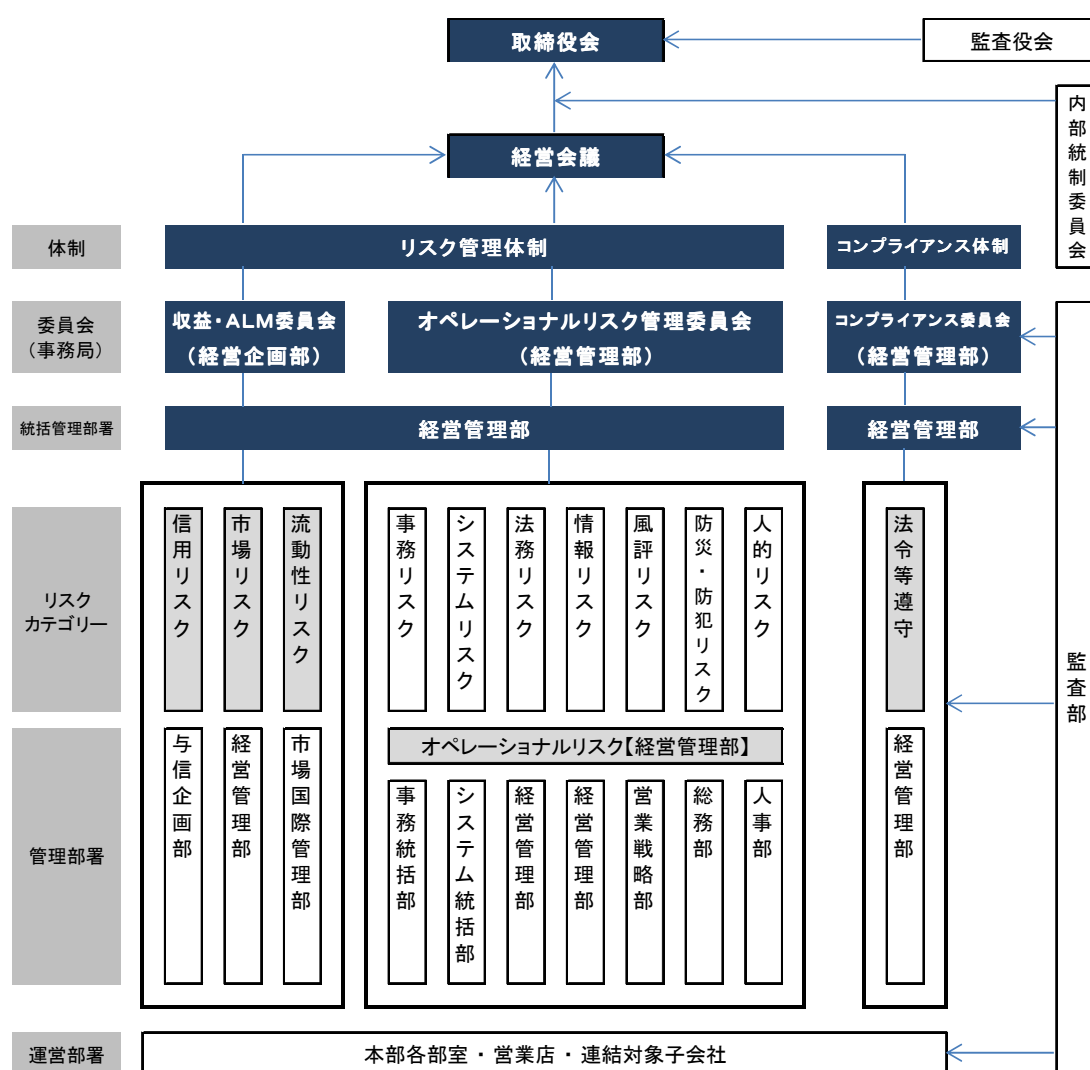 取締役会
監査役会
内部統制委員会
経営会議
体制
リスク管理体制
コンプライアンス体制
委員会
（事務局）
収益・ALM委員会
（経営企画部）
オペレーショナルリスク管理委員会
（経営管理部）
コンプライアンス委員会
（経営管理部）
統括管理部署
経営管理部
経営管理部
リスク
カテゴリー
信用リスク
市場リスク
流動性リスク
事務リスク
システムリスク
法務リスク
情報リスク
風評リスク
防災・防犯リスク
人的リスク
法令等遵守
監査部
管理部署
与信企画部
経営管理部
市場国際管理部
オペレーショナルリスク【経営管理部】
事務統括部
システム統括部
経営管理部
経営管理部
営業戦略部
総務部
人事部
経営管理部
運営部署
本部各部室・営業店・連結対象子会社